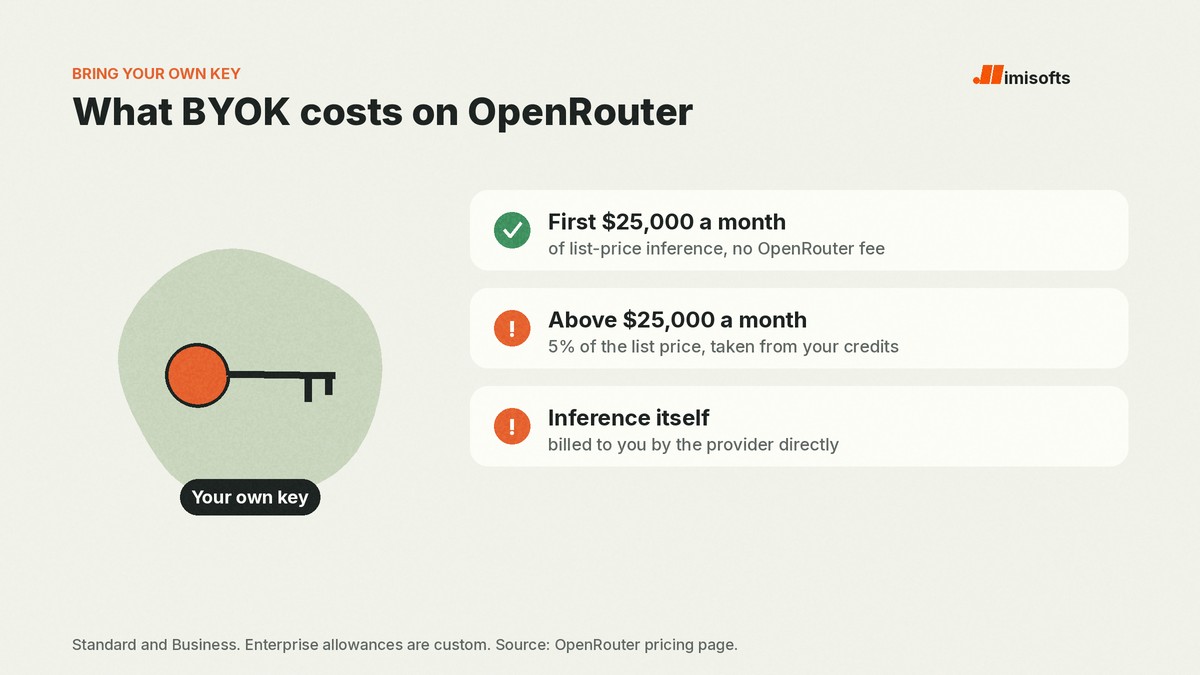 BRING YOUR OWN KEY
What BYOK costs on OpenRouter
imisofts
First $25,000 a month
of list-price inference, no OpenRouter fee
Above $25,000 a month
5% of the list price, taken from your credits
Inference itself
billed to you by the provider directly
Your own key
Standard and Business. Enterprise allowances are custom. Source: OpenRouter pricing page.